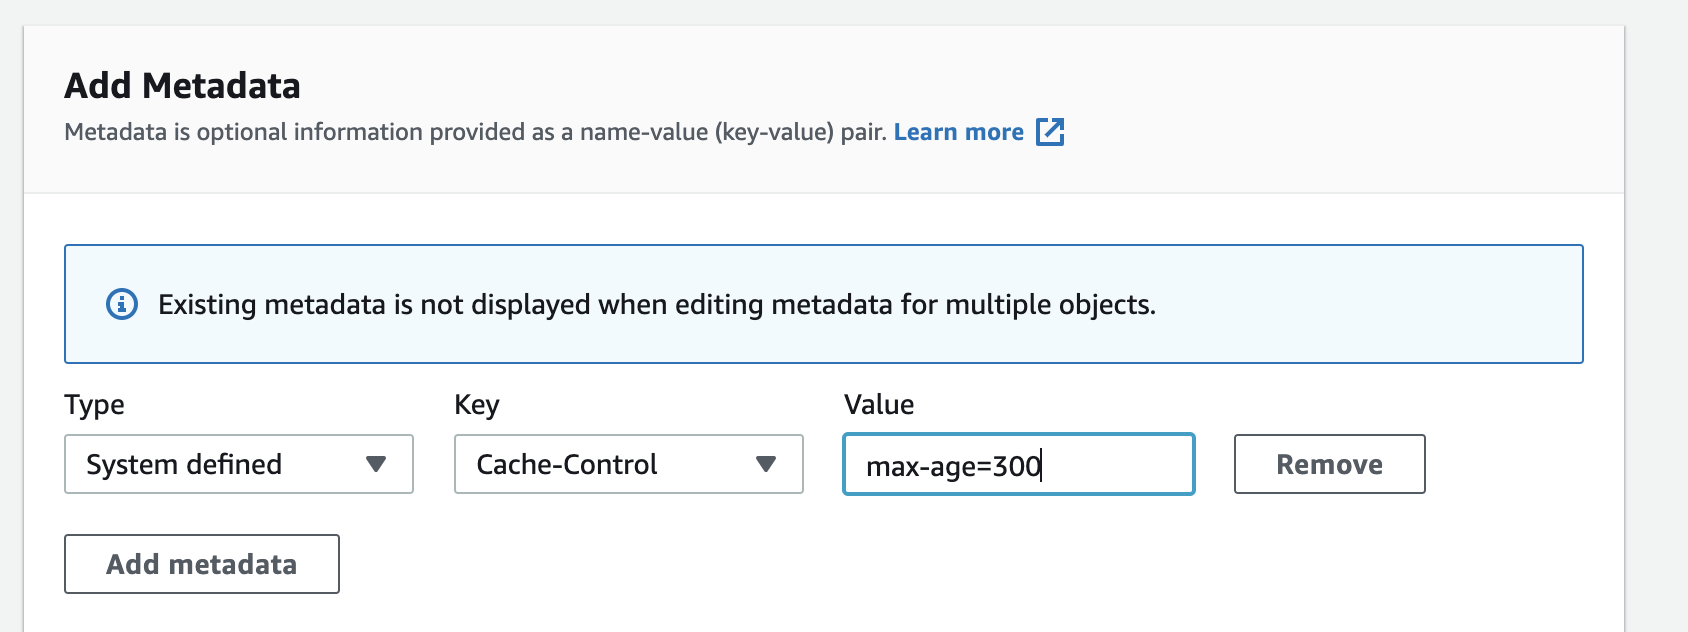 Add Metadata
Metadata is optional information provided as a name-value (key-value) pair. Learn more
Existing metadata is not displayed when editing metadata for multiple objects.
Type Key Value
System defined Cache-Control max-age=300 Remove
Add metadata